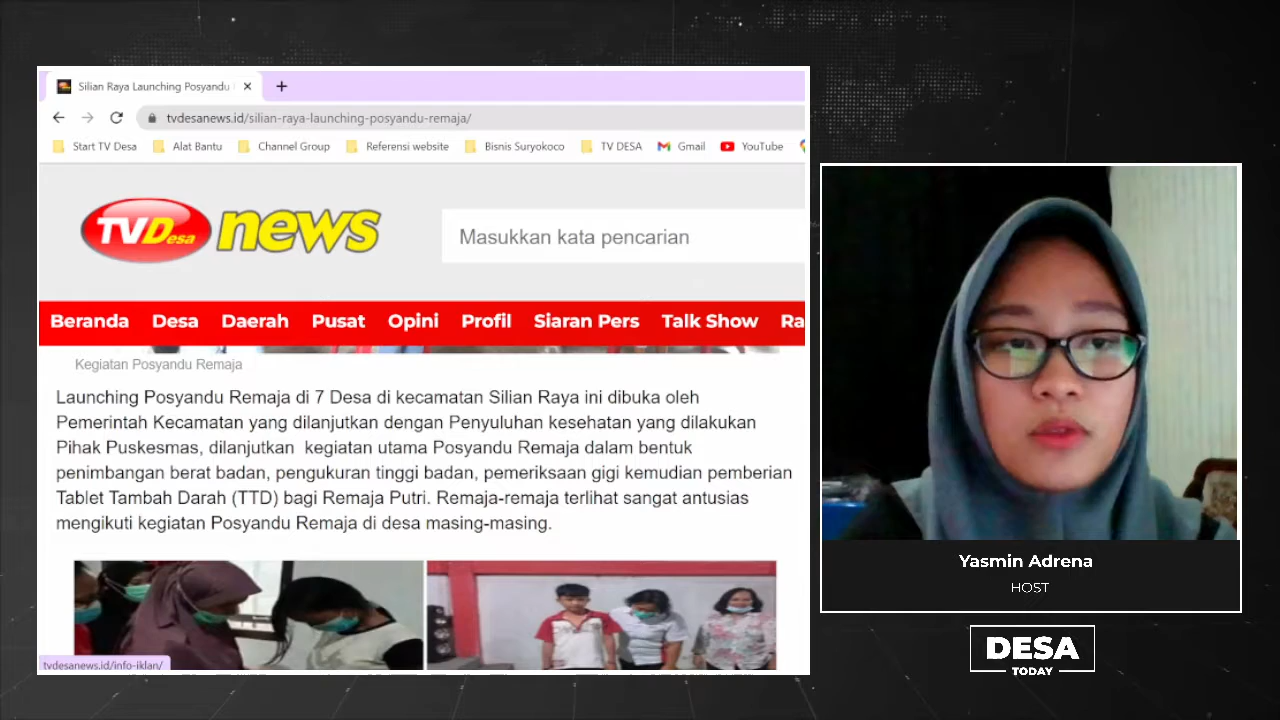 Silian Raya Launching Posyandu
tvdesanews.id/silian-raya-launching-posyandu-remaja/
Start TV Desa Alat Bantu Channel Group Referensi website Bisnis Suryokoco TV DESA Gmail YouTube
TVDesa news
Masukkan kata pencarian
Beranda Desa Daerah Pusat Opini Profil Siaran Pers Talk Show Ra
Kegiatan Posyandu Remaja
Launching Posyandu Remaja di 7 Desa di kecamatan Silian Raya ini dibuka oleh
Pemerintah Kecamatan yang dilanjutkan dengan Penyuluhan kesehatan yang dilakukan
Pihak Puskesmas, dilanjutkan kegiatan utama Posyandu Remaja dalam bentuk
penimbangan berat badan, pengukuran tinggi badan, pemeriksaan gigi kemudian pemberian
Tablet Tambah Darah (TTD) bagi Remaja Putri. Remaja-remaja terlihat sangat antusias
mengikuti kegiatan Posyandu Remaja di desa masing-masing.
tvdesanews.id/info-iklan/
Yasmin Adrena
HOST
DESA
TODAY